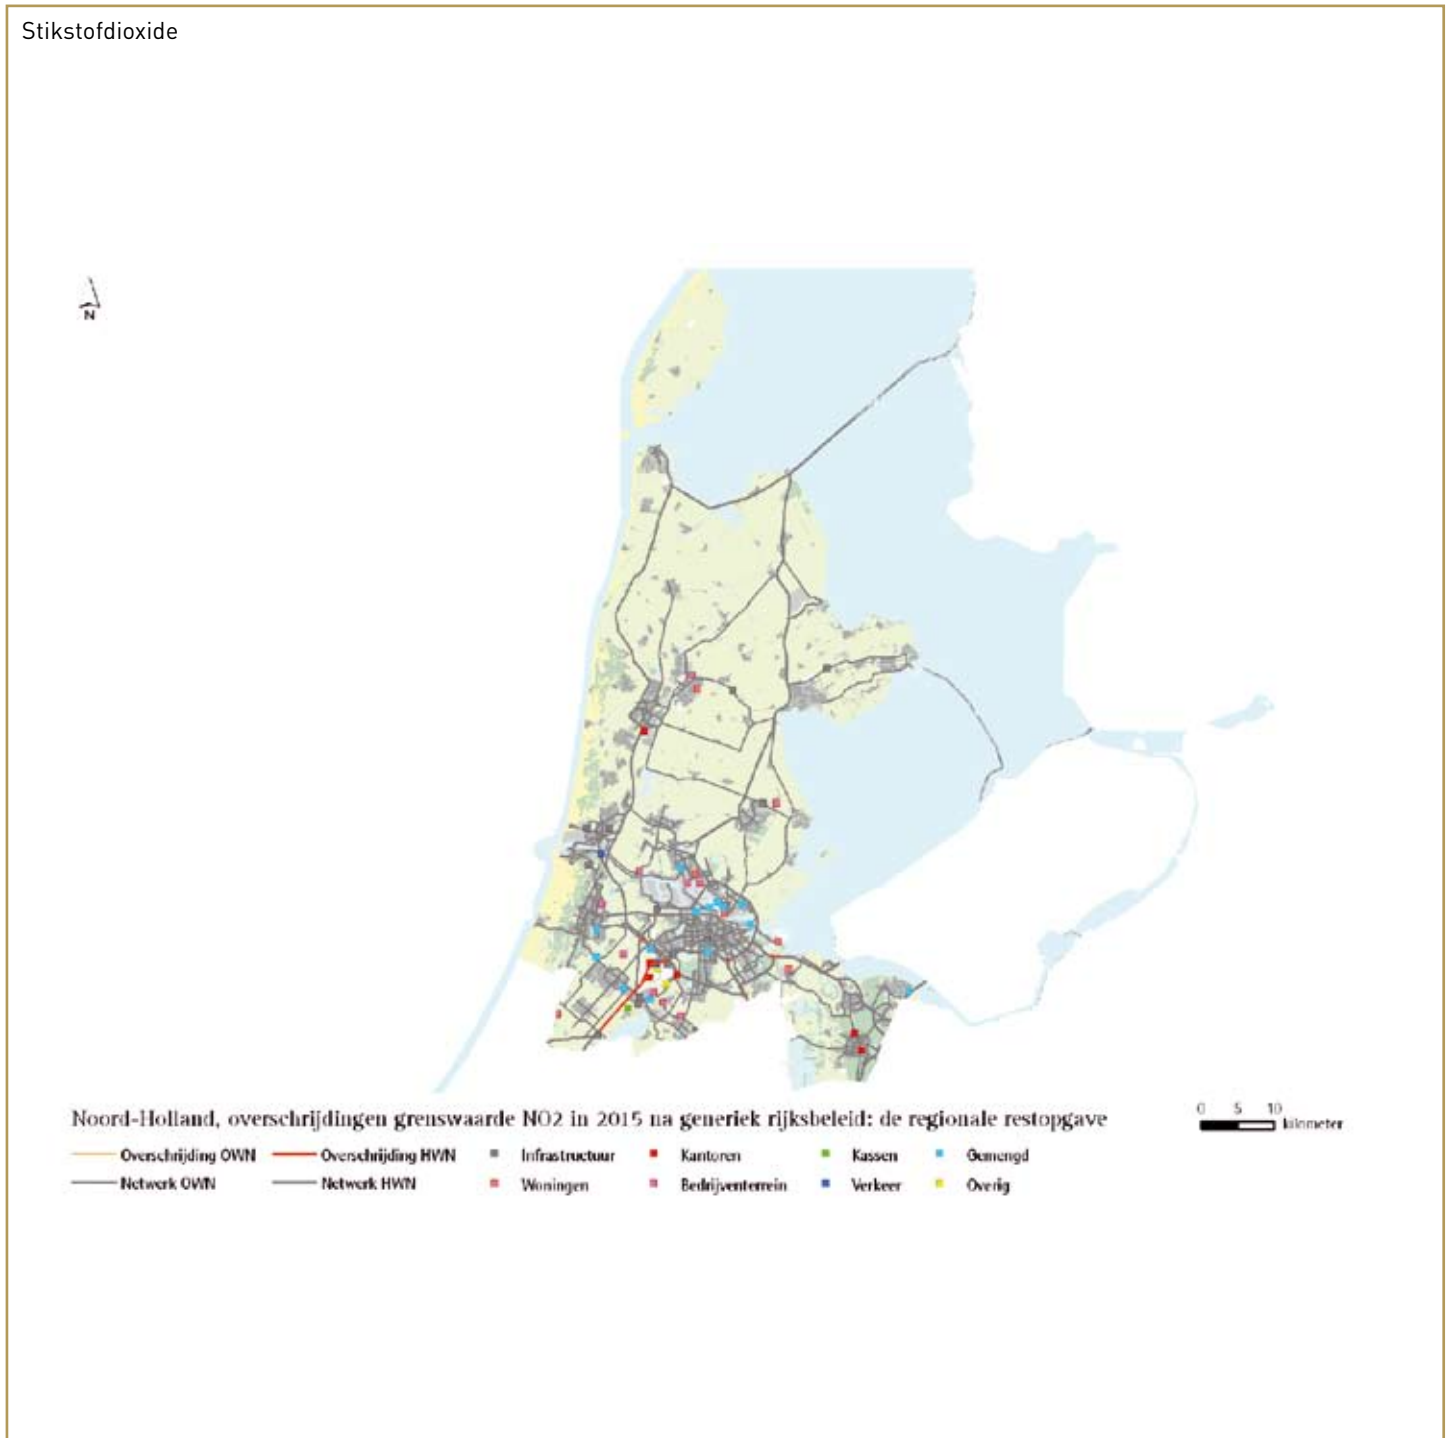 Stikstofdioxide
N
Noord-Holland, overschrijdingen grenswaarde NO2 in 2015 na generiek rijksbeleid: de regionale restopgave
0 5 10
kilometer
Overschrijding OWN Overschrijding HWN Infrastructuur Kantoren Kassen Gemengd
Netwerk OWN Netwerk HWN Woningen Bedrijventerrein Verkeer Overig